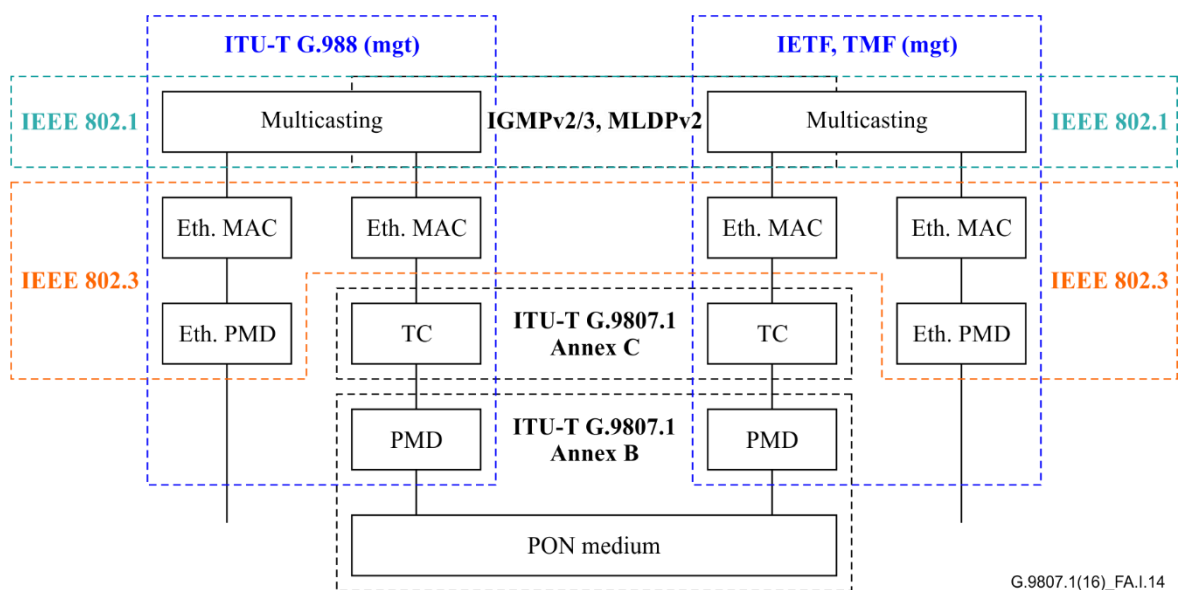 ITU-T G.988 (mgt)
IETF, TMF (mgt)
IEEE 802.1
Multicasting
IGMPv2/3, MLDPv2
Multicasting
IEEE 802.1
Eth. MAC
Eth. MAC
Eth. MAC
Eth. MAC
IEEE 802.3
IEEE 802.3
Eth. PMD
TC
ITU-T G.9807.1
Annex C
TC
Eth. PMD
PMD
ITU-T G.9807.1
Annex B
PMD
PON medium
G.9807.1(16)_FA.I.14